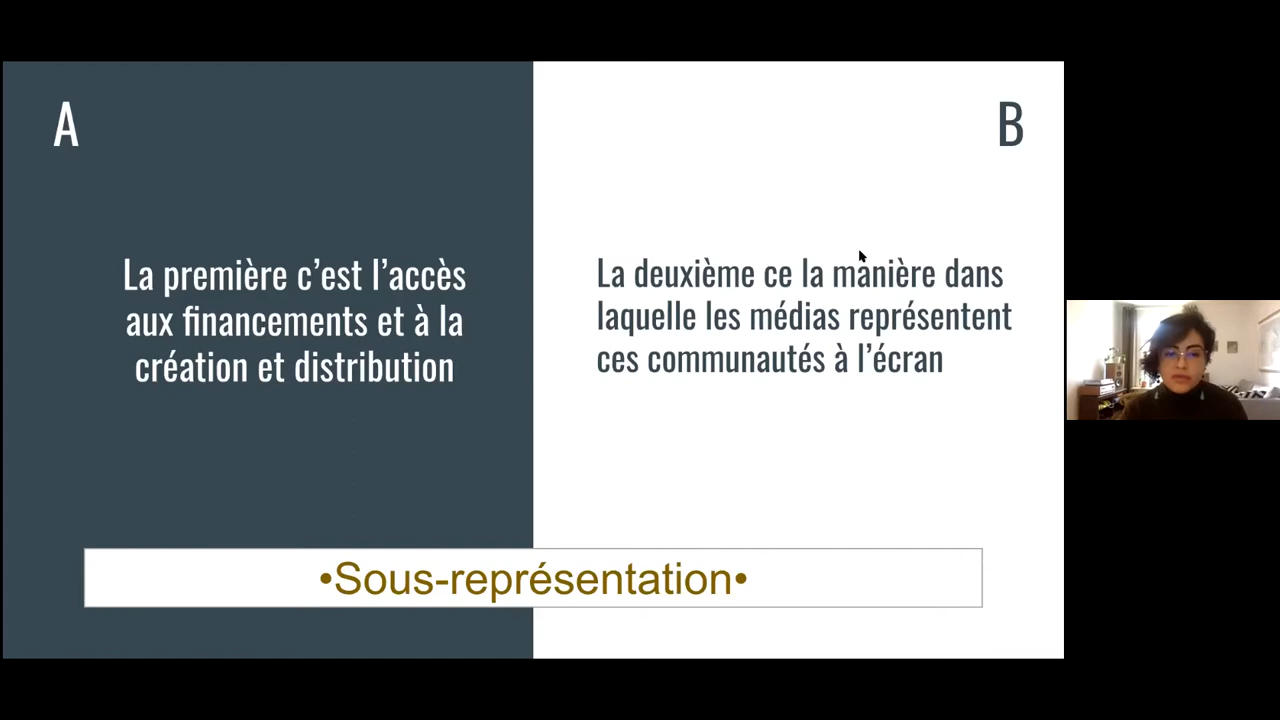 A
La première c’est l’accès
aux financements et à la
création et distribution
B
La deuxième ce la manière dans
laquelle les médias représentent
ces communautés à l’écran
•Sous-représentation•